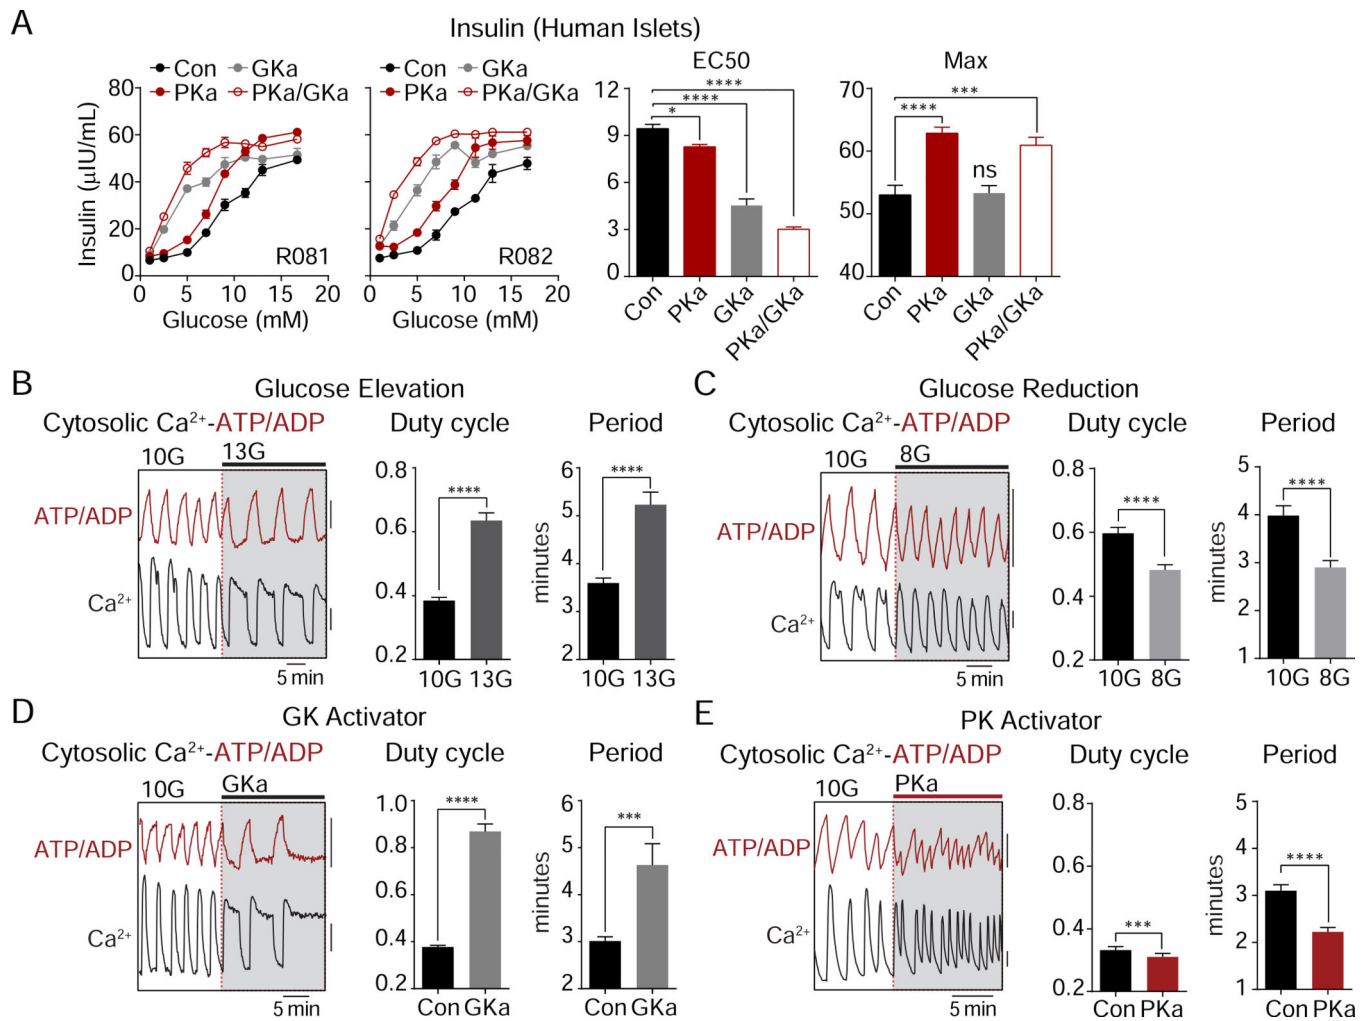 A
Insulin (Human Islets)
Con GKa
PKa PKa/GKa
Con GKa
PKa PKa/GKa
Insulin (µIU/mL)
80
60
40
20
0
R081
0 5 10 15 20
Glucose (mM)
R082
0 5 10 15 20
Glucose (mM)
EC50
****
****
*
12
9
6
3
0
Con
PKa
GKa
PKa/GKa
Max
***
****
ns
70
60
50
40
Con
PKa
GKa
PKa/GKa
B
Glucose Elevation
Cytosolic Ca²⁺-ATP/ADP
10G
13G
ATP/ADP
Ca²⁺
5 min
Duty cycle
****
0.8
0.6
0.4
0.2
10G 13G
Period
****
minutes
6
5
4
3
2
10G 13G
C
Glucose Reduction
Cytosolic Ca²⁺-ATP/ADP
10G
8G
ATP/ADP
Ca²⁺
5 min
Duty cycle
****
0.8
0.6
0.4
0.2
10G 8G
Period
****
minutes
5
4
3
2
1
10G 8G
D
GK Activator
Cytosolic Ca²⁺-ATP/ADP
10G
GKa
ATP/ADP
Ca²⁺
5 min
Duty cycle
****
1.0
0.8
0.6
0.4
0.2
Con GKa
Period
***
minutes
6
5
4
3
2
Con GKa
E
PK Activator
Cytosolic Ca²⁺-ATP/ADP
10G
PKa
ATP/ADP
Ca²⁺
5 min
Duty cycle
***
0.8
0.6
0.4
0.2
Con PKa
Period
****
minutes
5
4
3
2
1
Con PKa